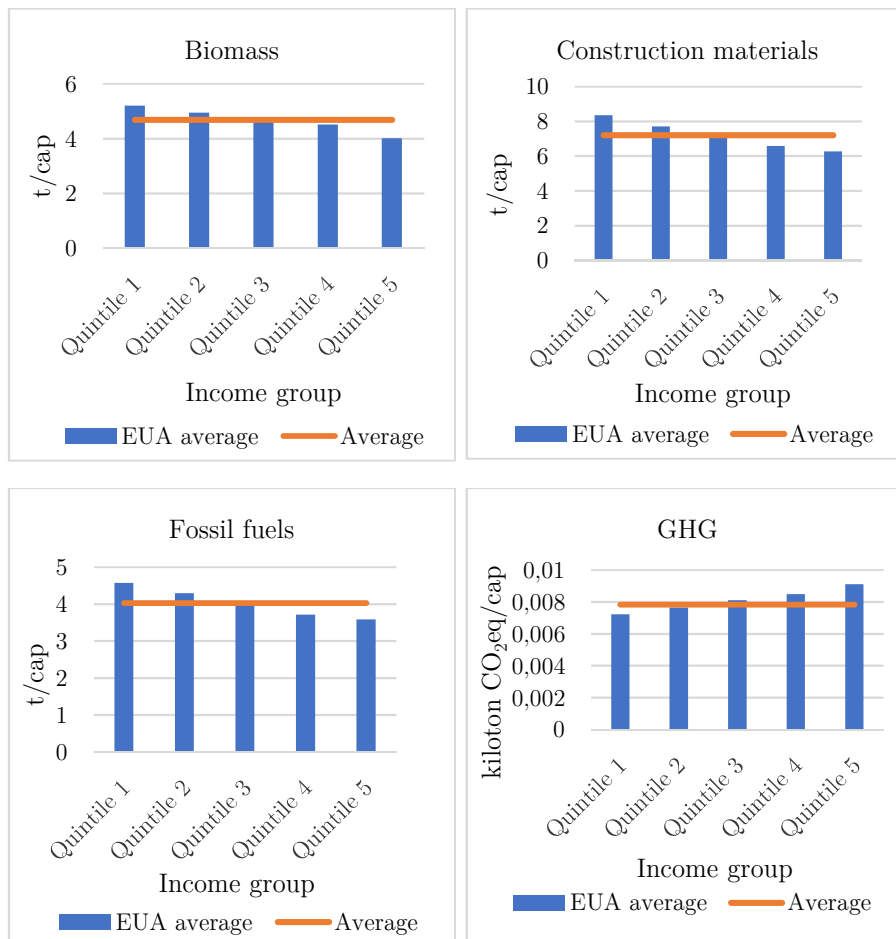 Biomass
6
4
2
0
t/cap
Quintile 1
Quintile 2
Quintile 3
Quintile 4
Quintile 5
Income group
EUA average
Average
Construction materials
10
8
6
4
2
0
t/cap
Quintile 1
Quintile 2
Quintile 3
Quintile 4
Quintile 5
Income group
EUA average
Average
Fossil fuels
5
4
3
2
1
0
t/cap
Quintile 1
Quintile 2
Quintile 3
Quintile 4
Quintile 5
Income group
EUA average
Average
GHG
0,01
0,008
0,006
0,004
0,002
0
kiloton CO₂eq/cap
Quintile 1
Quintile 2
Quintile 3
Quintile 4
Quintile 5
Income group
EUA average
Average